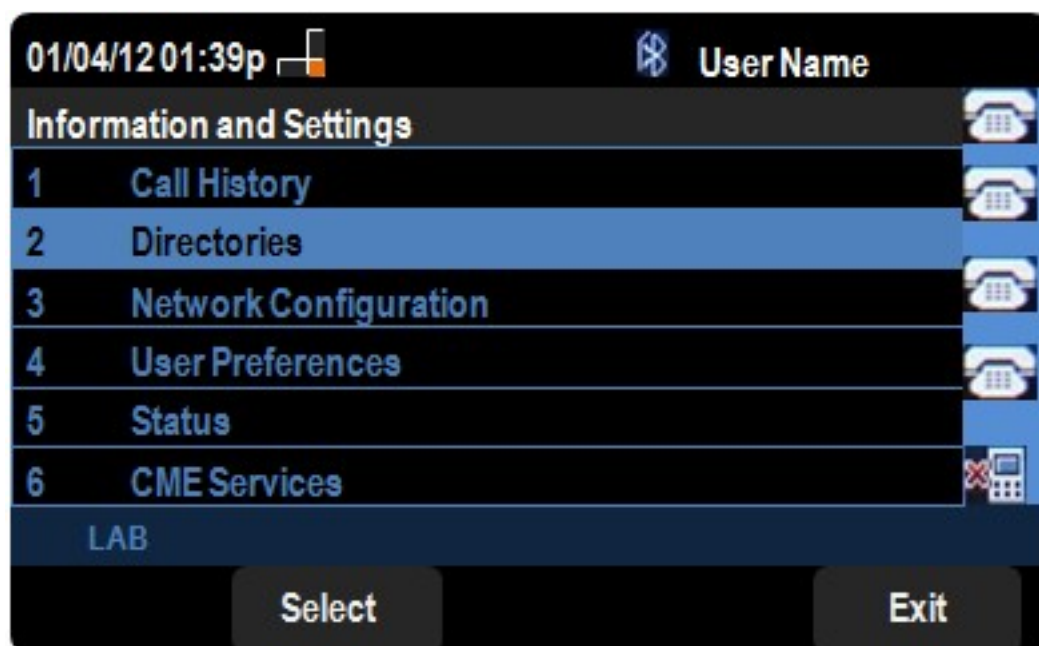 01/04/12 01:39p User Name
Information and Settings
1 Call History
2 Directories
3 Network Configuration
4 User Preferences
5 Status
6 CME Services
LAB
Select Exit